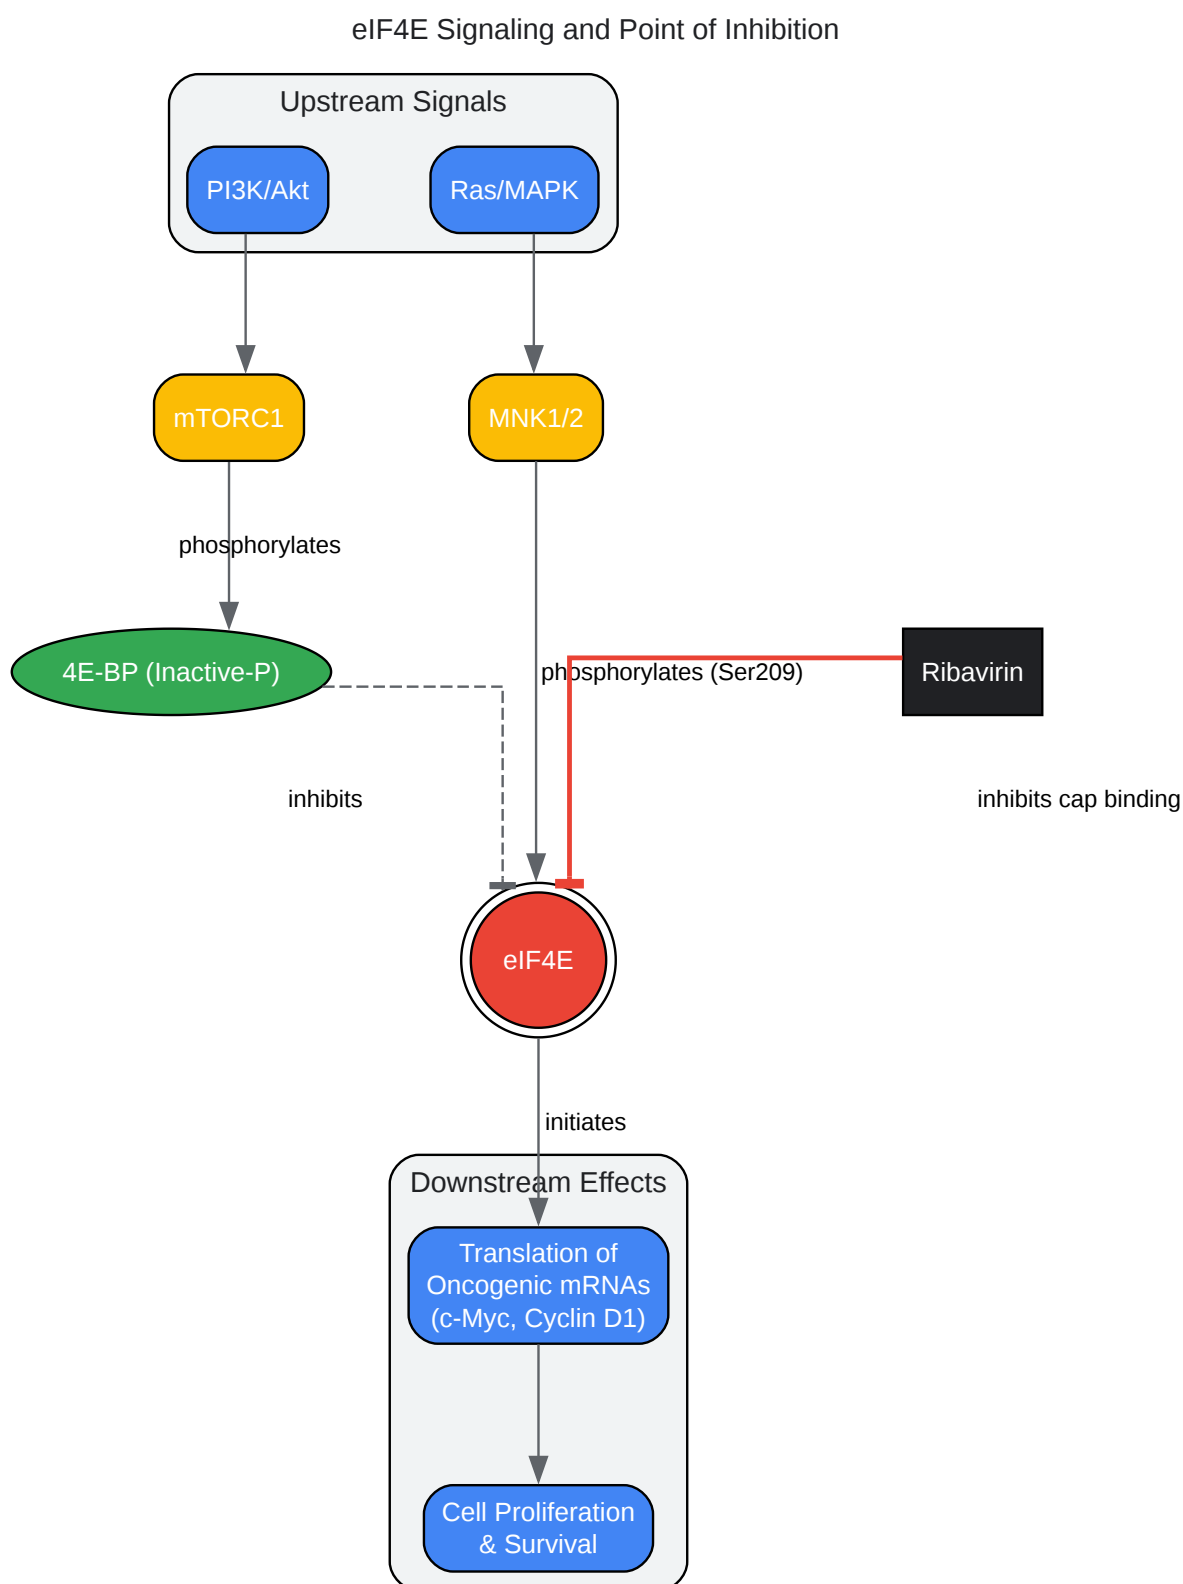 eIF4E Signaling and Point of Inhibition
Upstream Signals
PI3K/Akt
Ras/MAPK
mTORC1
MNK1/2
phosphorylates
4E-BP (Inactive-P)
phosphorylates (Ser209)
Ribavirin
inhibits
inhibits cap binding
eIF4E
initiates
Downstream Effects
Translation of
Oncogenic mRNAs
(c-Myc, Cyclin D1)
Cell Proliferation
& Survival